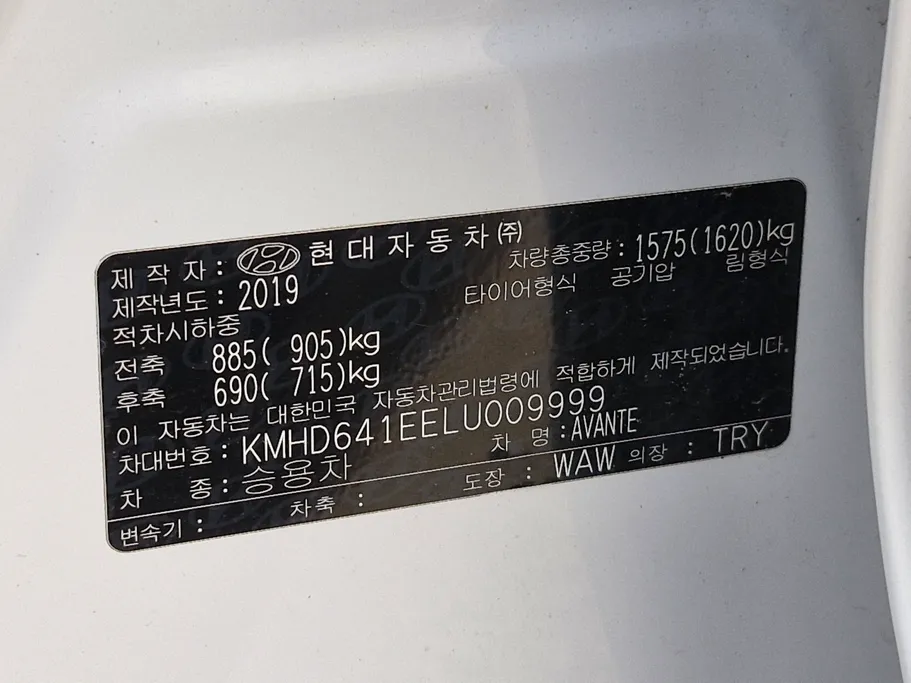 제 작 자 : 현 대 자 동 차 ㈜ 차량총중량 : 1575(1620)kg
제작년도 : 2019 타이어형식 공기압 림형식
적차시하중
전축 885( 905)kg
후축 690( 715)kg
이 자동차는 대한민국 자동차관리법령에 적합하게 제작되었습니다.
차대번호 : KMHD641EELU009999
차 종 : 승용차 차 명 : AVANTE
변속기 : 차축 : 도장 : WAW 의장 : TRY